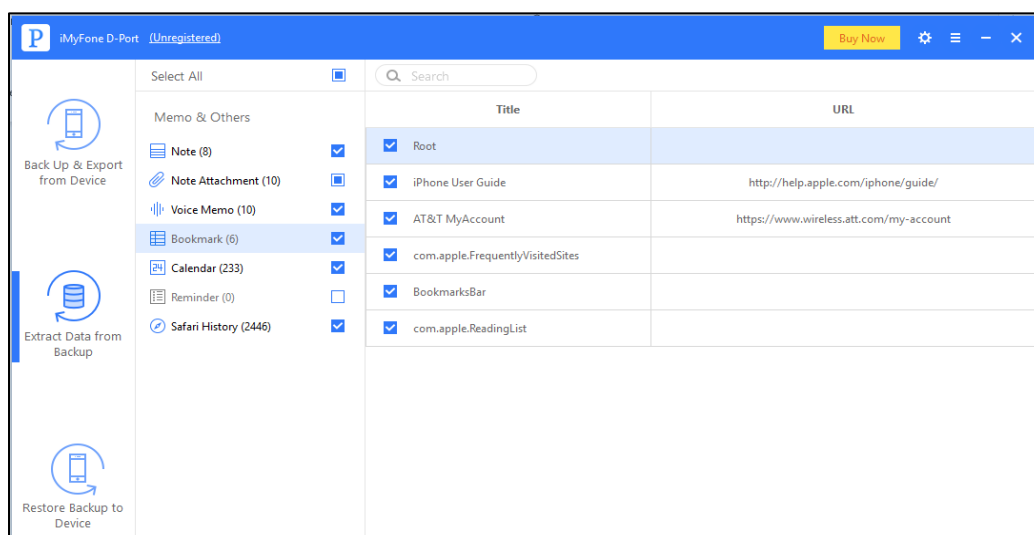 P iMyFone D-Port (Unregistered) Buy Now
Select All Search
Back Up & Export
from Device
Extract Data from
Backup
Restore Backup to
Device
Memo & Others
Note (8)
Note Attachment (10)
Voice Memo (10)
Bookmark (6)
24 Calendar (233)
Reminder (0)
Safari History (2446)
Title URL
Root
iPhone User Guide http://help.apple.com/iphone/guide/
AT&T MyAccount https://www.wireless.att.com/my-account
com.apple.FrequentlyVisitedSites
BookmarksBar
com.apple.ReadingList